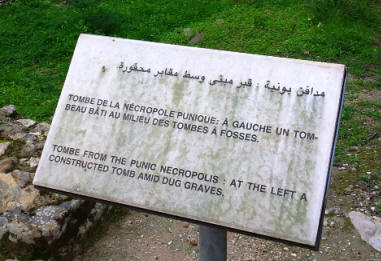 مدافن بونية : قبر مبني وسط مقابر محفورة
TOMBE DE LA NÉCROPOLE PUNIQUE: À GAUCHE UN TOM-
BEAU BÂTI AU MILIEU DES TOMBES À FOSSES.
TOMBE FROM THE PUNIC NECROPOLIS : AT THE LEFT A
CONSTRUCTED TOMB AMID DUG GRAVES.